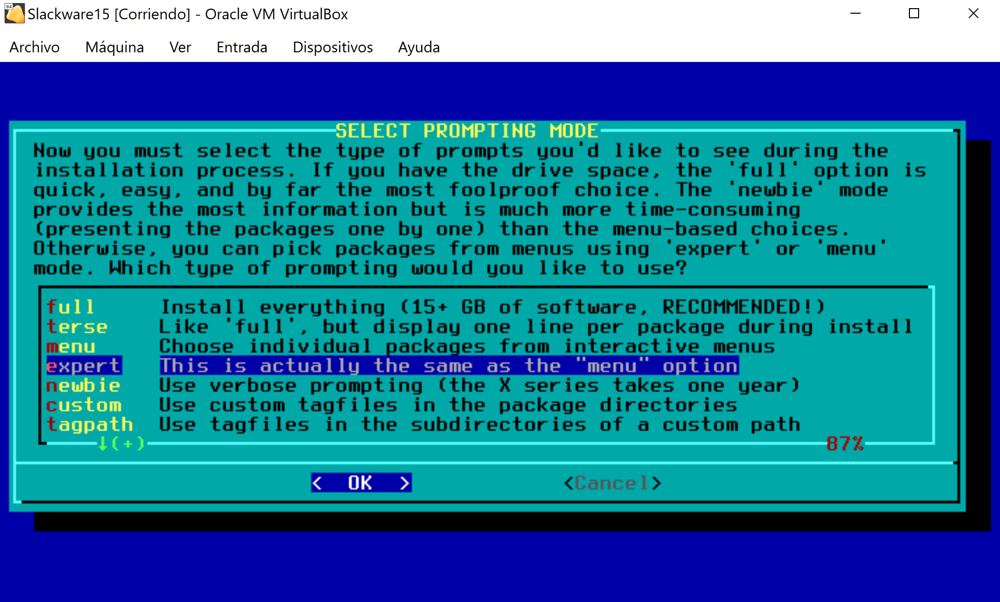 64
Slackware15 [Corriendo] - Oracle VM VirtualBox
Archivo Máquina Ver Entrada Dispositivos Ayuda
SELECT PROMPTING MODE
Now you must select the type of prompts you'd like to see during the
installation process. If you have the drive space, the 'full' option is
quick, easy, and by far the most foolproof choice. The 'newbie' mode
provides the most information but is much more time-consuming
(presenting the packages one by one) than the menu-based choices.
Otherwise, you can pick packages from menus using 'expert' or 'menu'
mode. Which type of prompting would you like to use?
full Install everything (15+ GB of software, RECOMMENDED!)
terse Like 'full', but display one line per package during install
menu Choose individual packages from interactive menus
expert This is actually the same as the "menu" option
newbie Use verbose prompting (the X series takes one year)
custom Use custom tagfiles in the package directories
tagpath Use tagfiles in the subdirectories of a custom path
↓(+) 87%
< OK > <Cancel>